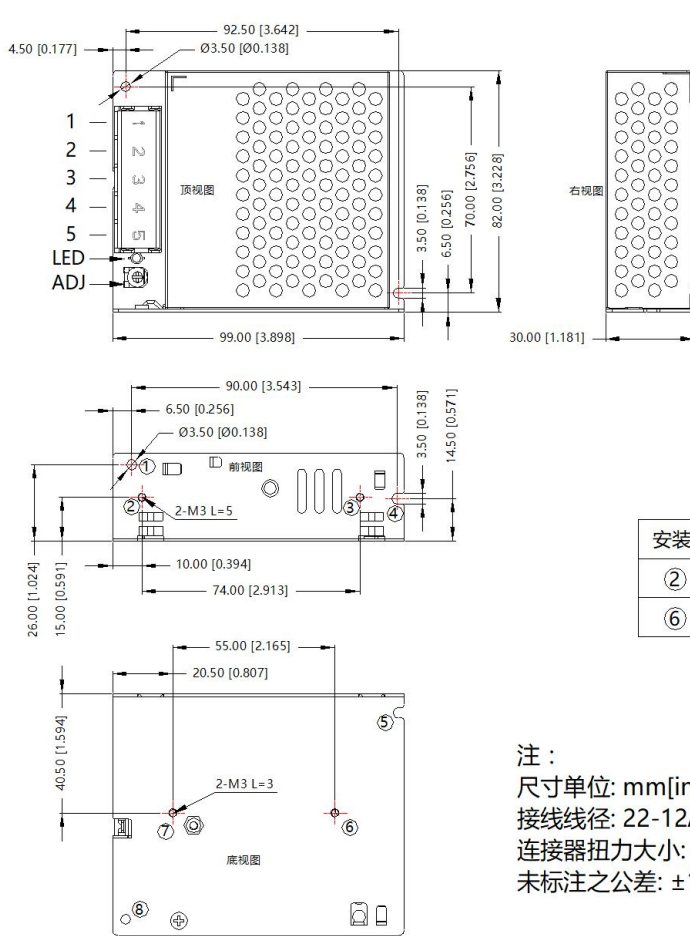 92.50 [3.642]
4.50 [0.177]
Ø3.50 [Ø0.138]
1
2
3
4
5
LED
ADJ
1
2
3
4
5
顶视图
3.50 [0.138]
6.50 [0.256]
70.00 [2.756]
82.00 [3.228]
99.00 [3.898]
右视图
30.00 [1.181]
90.00 [3.543]
6.50 [0.256]
Ø3.50 [Ø0.138]
①
前视图
②
2-M3 L=5
③
④
3.50 [0.138]
14.50 [0.571]
10.00 [0.394]
74.00 [2.913]
26.00 [1.024]
15.00 [0.591]
安装
②
⑥
55.00 [2.165]
20.50 [0.807]
40.50 [1.594]
⑤
2-M3 L=3
⑦
⑥
底视图
⑧
注：
尺寸单位: mm[in
接线线径: 22-12
连接器扭力大小:
未标注之公差: ±